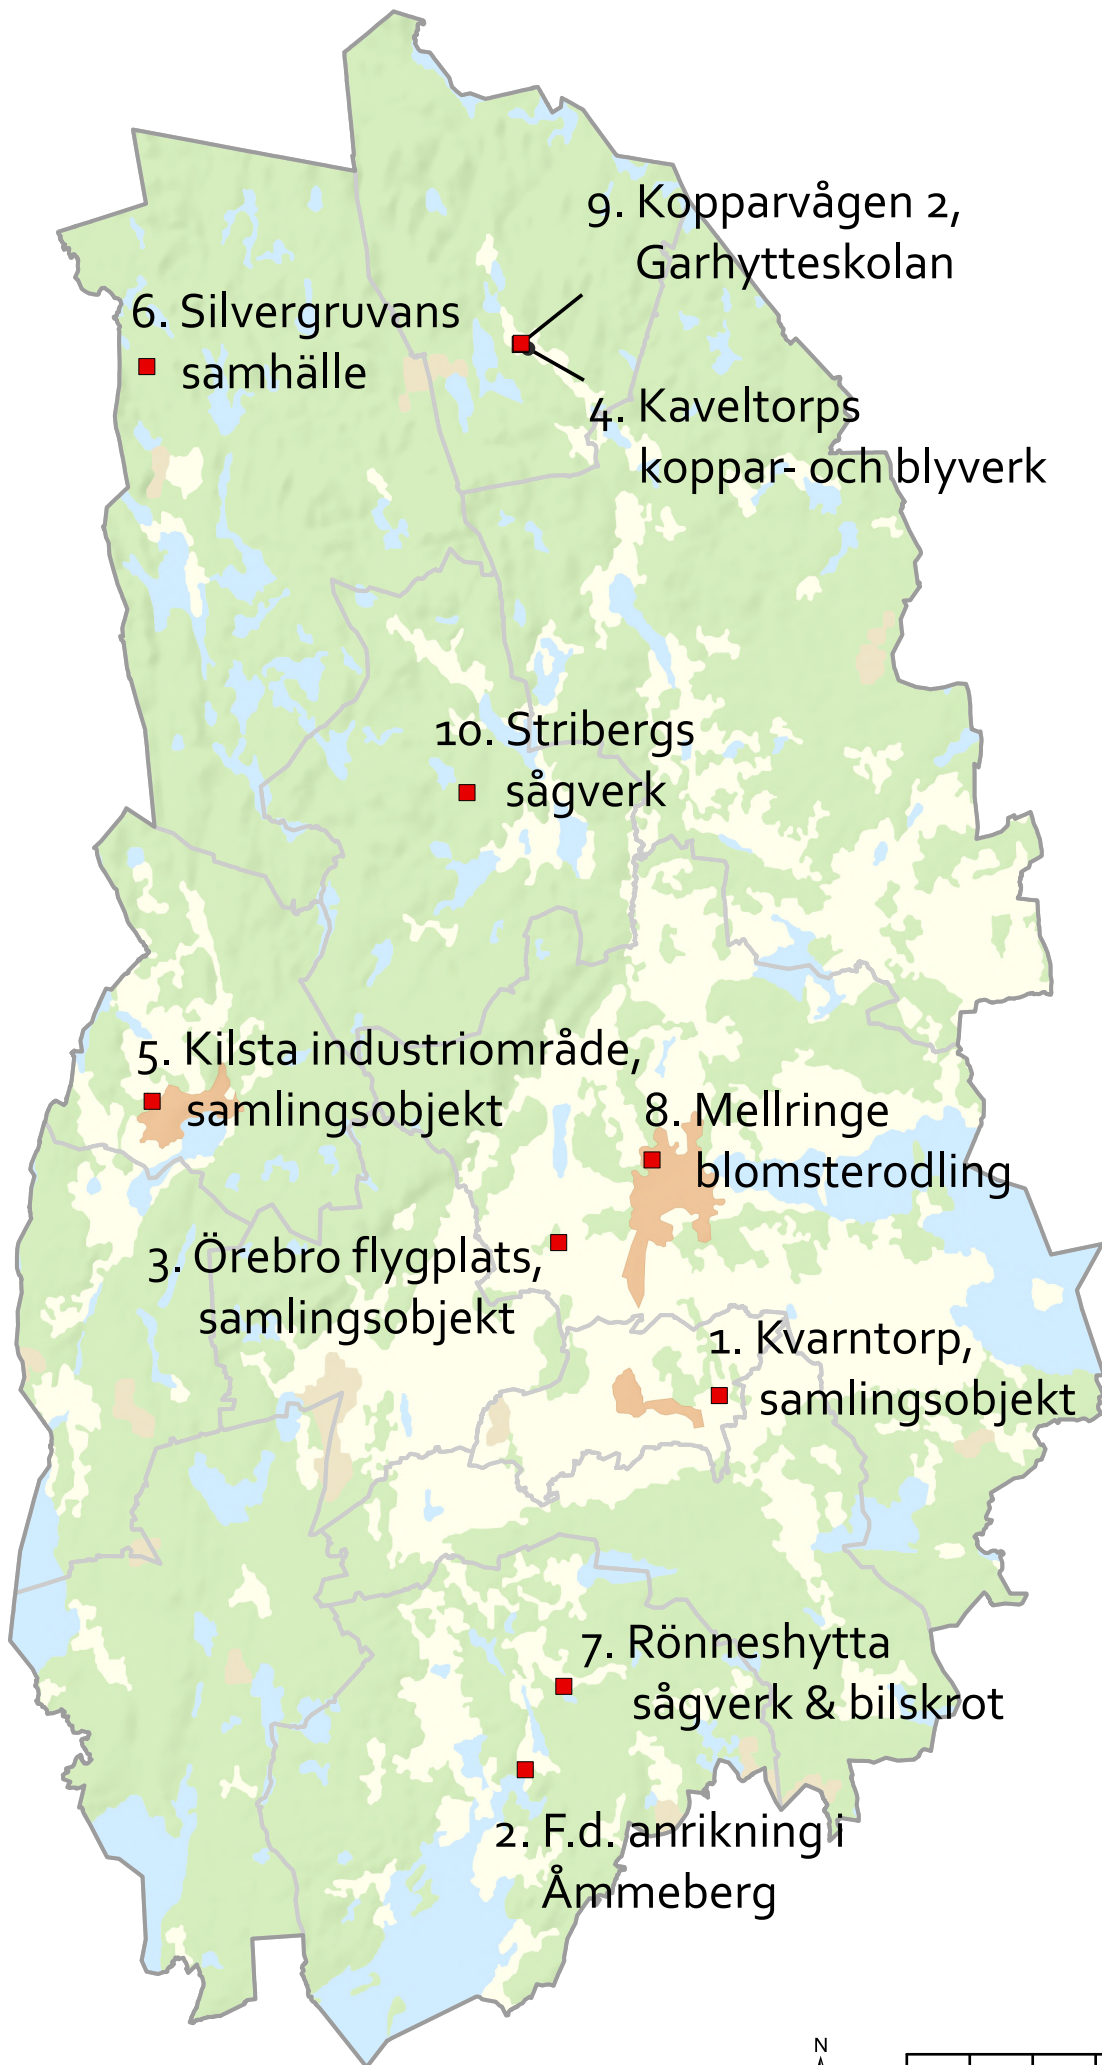 9. Kopparvågen 2,
Garhytteskolan
6. Silvergruvans
samhälle
4. Kaveltorps
koppar- och blyverk
10. Stribergs
sågverk
5. Kilsta industriområde,
samlingsobjekt
8. Mellringe
blomsterodling
3. Örebro flygplats,
samlingsobjekt
1. Kvarntorp,
samlingsobjekt
7. Rönneshytta
sågverk & bilskrot
2. F.d. anrikning i
Åmmeberg
N